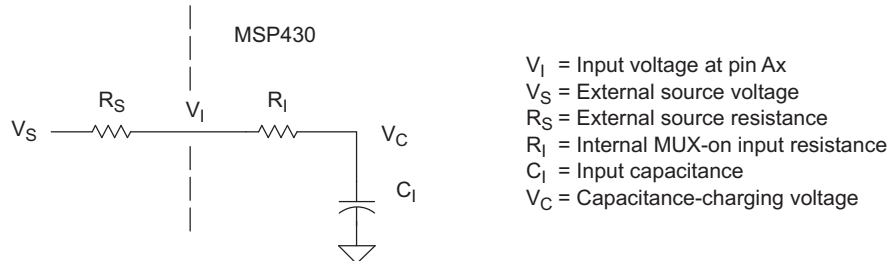 MSP430
R_S
V_I
R_I
V_S
V_C
C_I
V_I = Input voltage at pin Ax
V_S = External source voltage
R_S = External source resistance
R_I = Internal MUX-on input resistance
C_I = Input capacitance
V_C = Capacitance-charging voltage